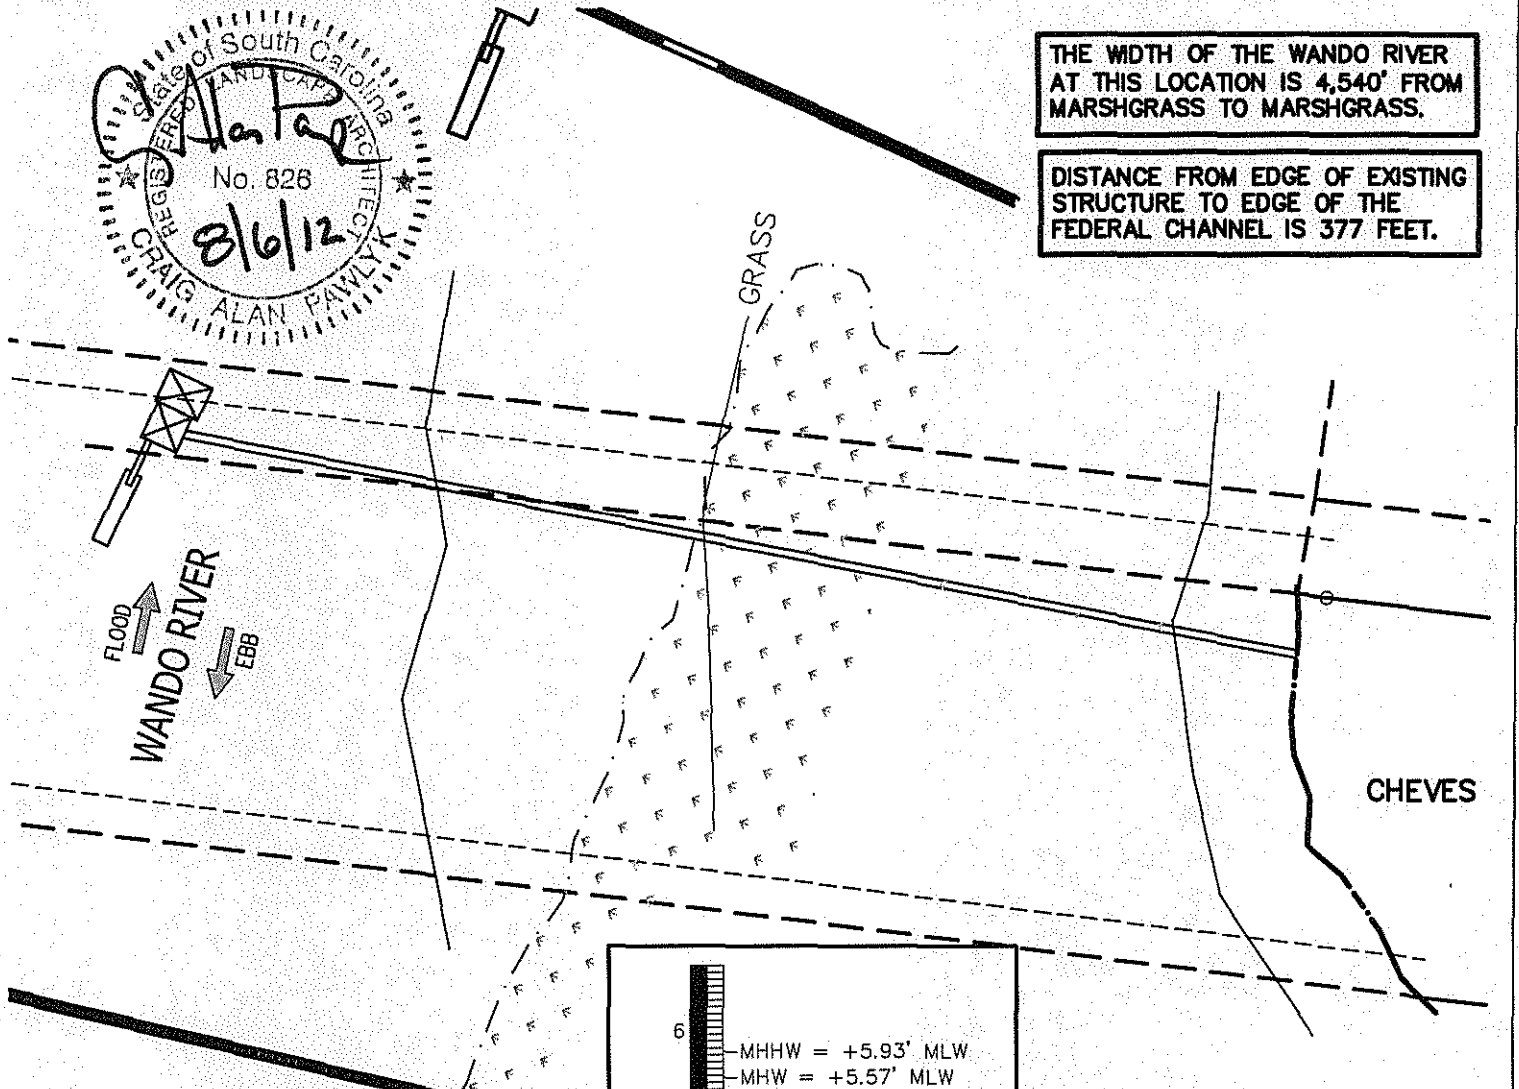 State of South Carolina
REGISTERED LANDSCAPE ARCHITECT
No. 826
8/6/12
CRAIG ALAN PAWLYK
THE WIDTH OF THE WANDO RIVER
AT THIS LOCATION IS 4,540' FROM
MARSHGRASS TO MARSHGRASS.
DISTANCE FROM EDGE OF EXISTING
STRUCTURE TO EDGE OF THE
FEDERAL CHANNEL IS 377 FEET.
GRASS
FLOOD
WANDO RIVER
EBB
CHEVES
6
MHHW = +5.93' MLW
MHW = +5.57' MLW